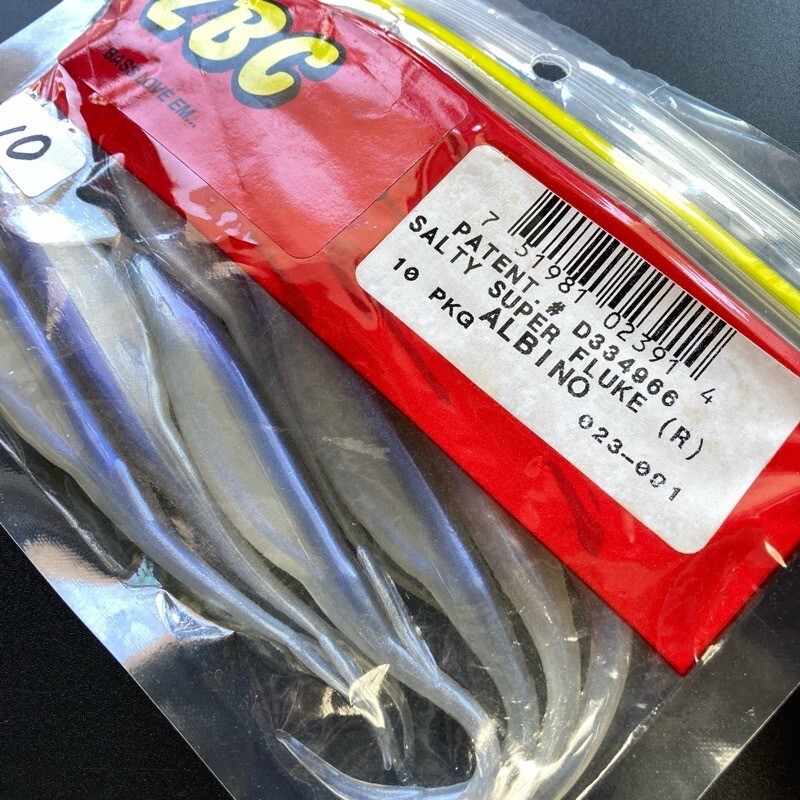 ZBC
BASS LOVE EM..
10
7 51981 02391 4
PATENT.# D334966
SALTY SUPER FLUKE (R)
10 PKG ALBINO
023-001